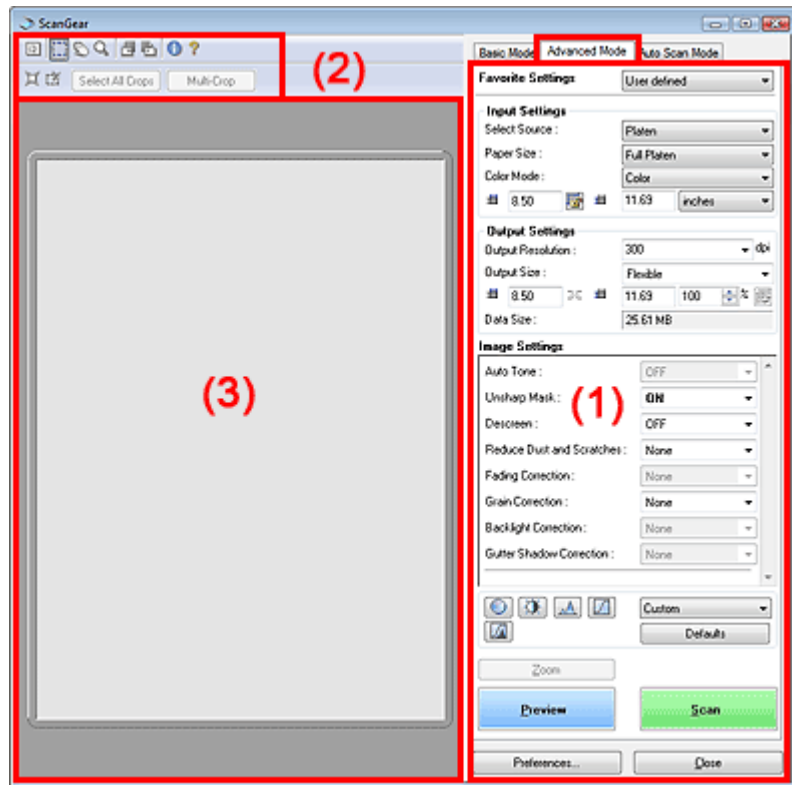 ScanGear
(2)
Select All Crops Multi-Crop
Basic Mode Advanced Mode Auto Scan Mode
Favorite Settings User defined
Input Settings
Select Source : Platen
Paper Size : Full Platen
Color Mode : Color
8.50 11.69 inches
Output Settings
Output Resolution : 300 dpi
Output Size : Flexible
8.50 11.69 100 %
Data Size : 25.61 MB
Image Settings
Auto Tone : OFF
Unsharp Mask : ON
(1)
(3)
Descreen : OFF
Reduce Dust and Scratches : None
Fading Correction : None
Grain Correction : None
Backlight Correction : None
Gutter Shadow Correction : None
Custom
Defaults
Zoom
Preview Scan
Preferences... Close